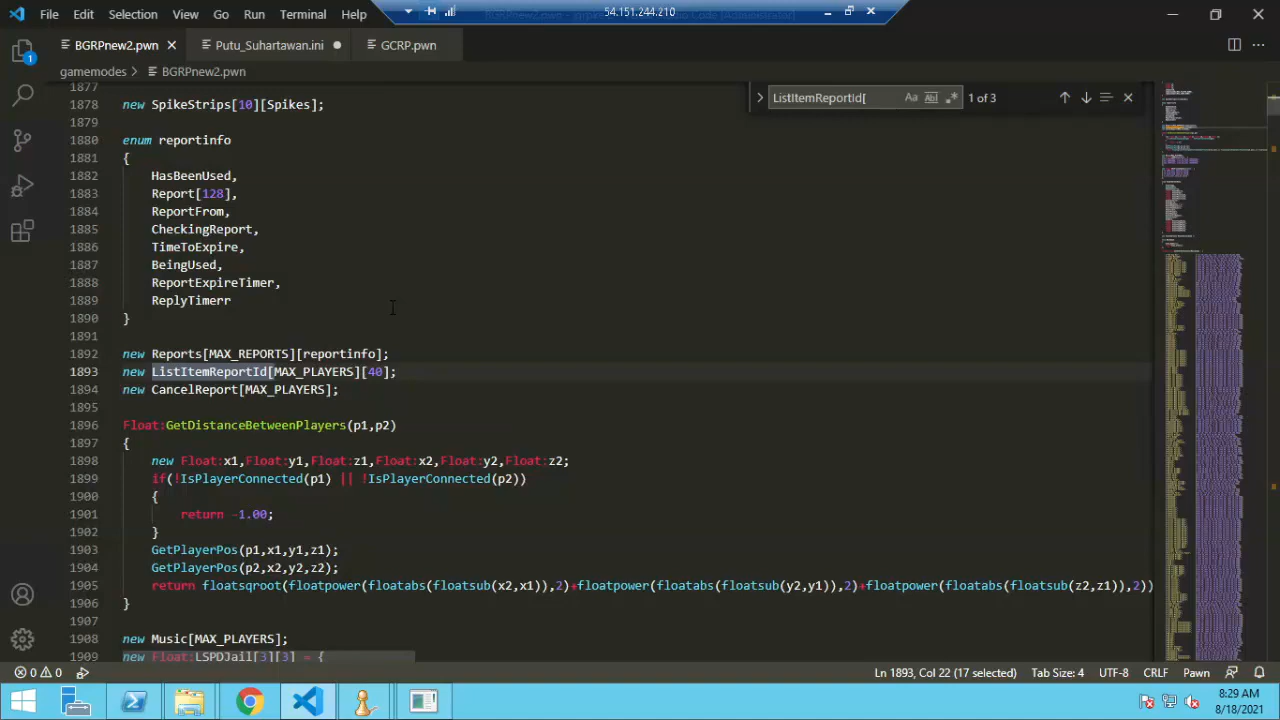 File Edit Selection View Go Run Terminal Help
54.151.244.210
BGRPnew2.pwn Putu_Suhartawan.ini GCRP.pwn
gamemodes > BGRPnew2.pwn
ListItemReportId[ Aa ab 1 of 3
1877
1878 new SpikeStrips[10][Spikes];
1879
1880 enum reportinfo
1881 {
1882 HasBeenUsed,
1883 Report[128],
1884 ReportFrom,
1885 CheckingReport,
1886 TimeToExpire,
1887 BeingUsed,
1888 ReportExpireTimer,
1889 ReplyTimerr
1890 }
1891
1892 new Reports[MAX_REPORTS][reportinfo];
1893 new ListItemReportId[MAX_PLAYERS][40];
1894 new CancelReport[MAX_PLAYERS];
1895
1896 Float:GetDistanceBetweenPlayers(p1,p2)
1897 {
1898 new Float:x1,Float:y1,Float:z1,Float:x2,Float:y2,Float:z2;
1899 if(!IsPlayerConnected(p1) || !IsPlayerConnected(p2))
1900 {
1901 return -1.00;
1902 }
1903 GetPlayerPos(p1,x1,y1,z1);
1904 GetPlayerPos(p2,x2,y2,z2);
1905 return floatsqroot(floatpower(floatabs(floatsub(x2,x1)),2)+floatpower(floatabs(floatsub(y2,y1)),2)+floatpower(floatabs(floatsub(z2,z1)),2))
1906 }
1907
1908 new Music[MAX_PLAYERS];
1909 new Float:LSPDJail[3][3] = {
0 0 Ln 1893, Col 22 (17 selected) Tab Size: 4 UTF-8 CRLF Pawn
8:29 AM
8/18/2021